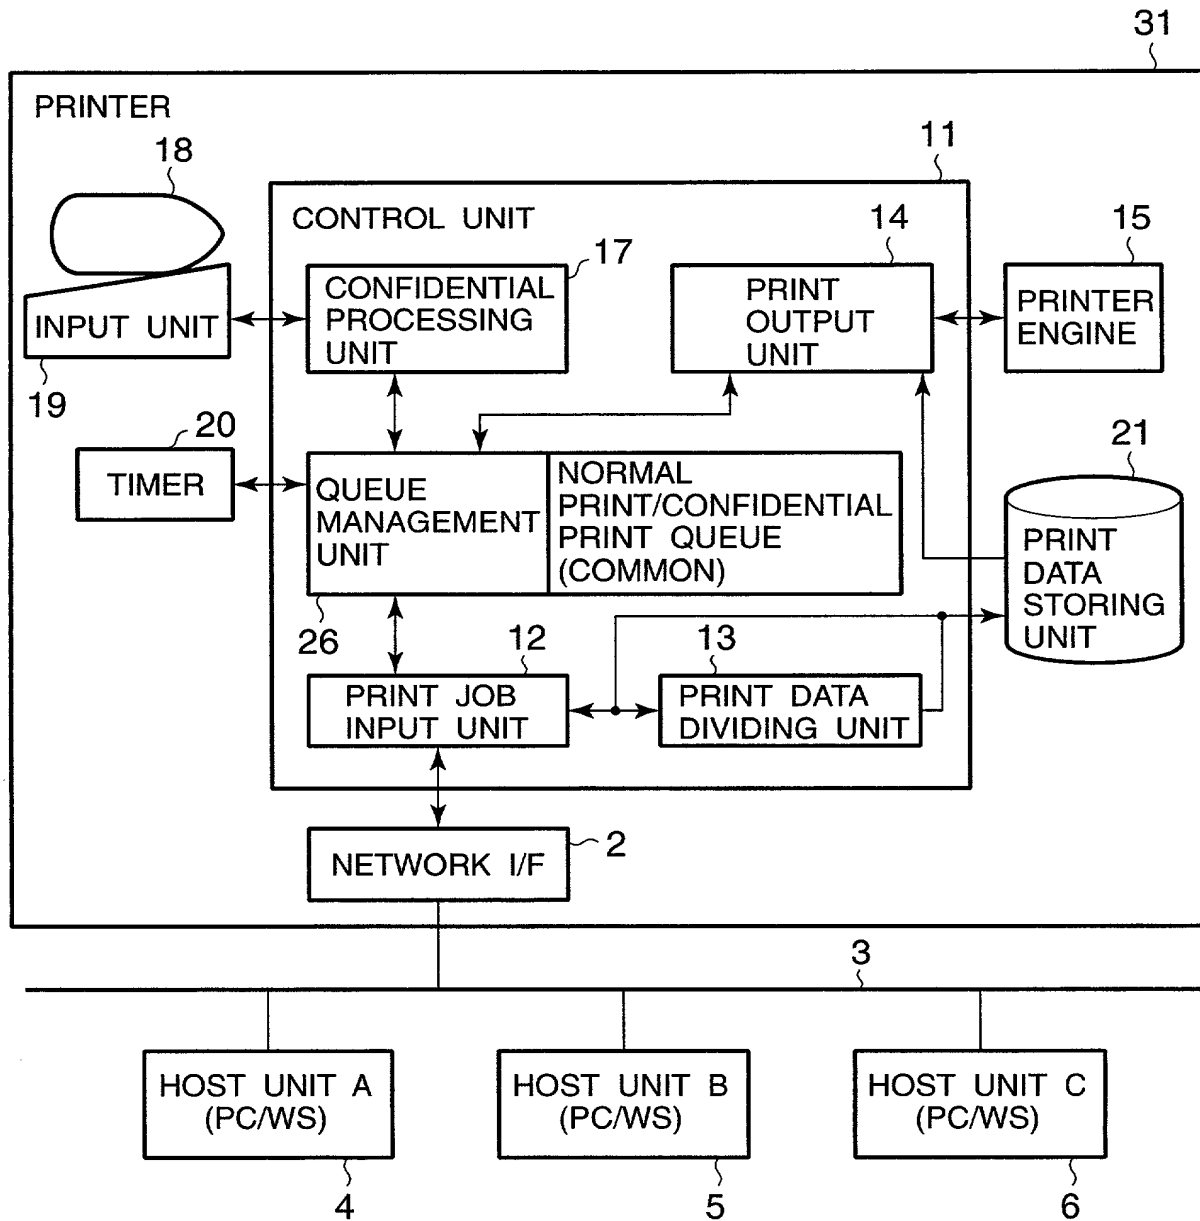 31
PRINTER
18
11
CONTROL UNIT
17
14
15
CONFIDENTIAL
PROCESSING
UNIT
PRINT
OUTPUT
UNIT
PRINTER
ENGINE
INPUT UNIT
19
20
TIMER
21
QUEUE
MANAGEMENT
UNIT
NORMAL
PRINT/CONFIDENTIAL
PRINT QUEUE
(COMMON)
PRINT
DATA
STORING
UNIT
26
12
13
PRINT JOB
INPUT UNIT
PRINT DATA
DIVIDING UNIT
2
NETWORK I/F
3
HOST UNIT A
(PC/WS)
HOST UNIT B
(PC/WS)
HOST UNIT C
(PC/WS)
4
5
6